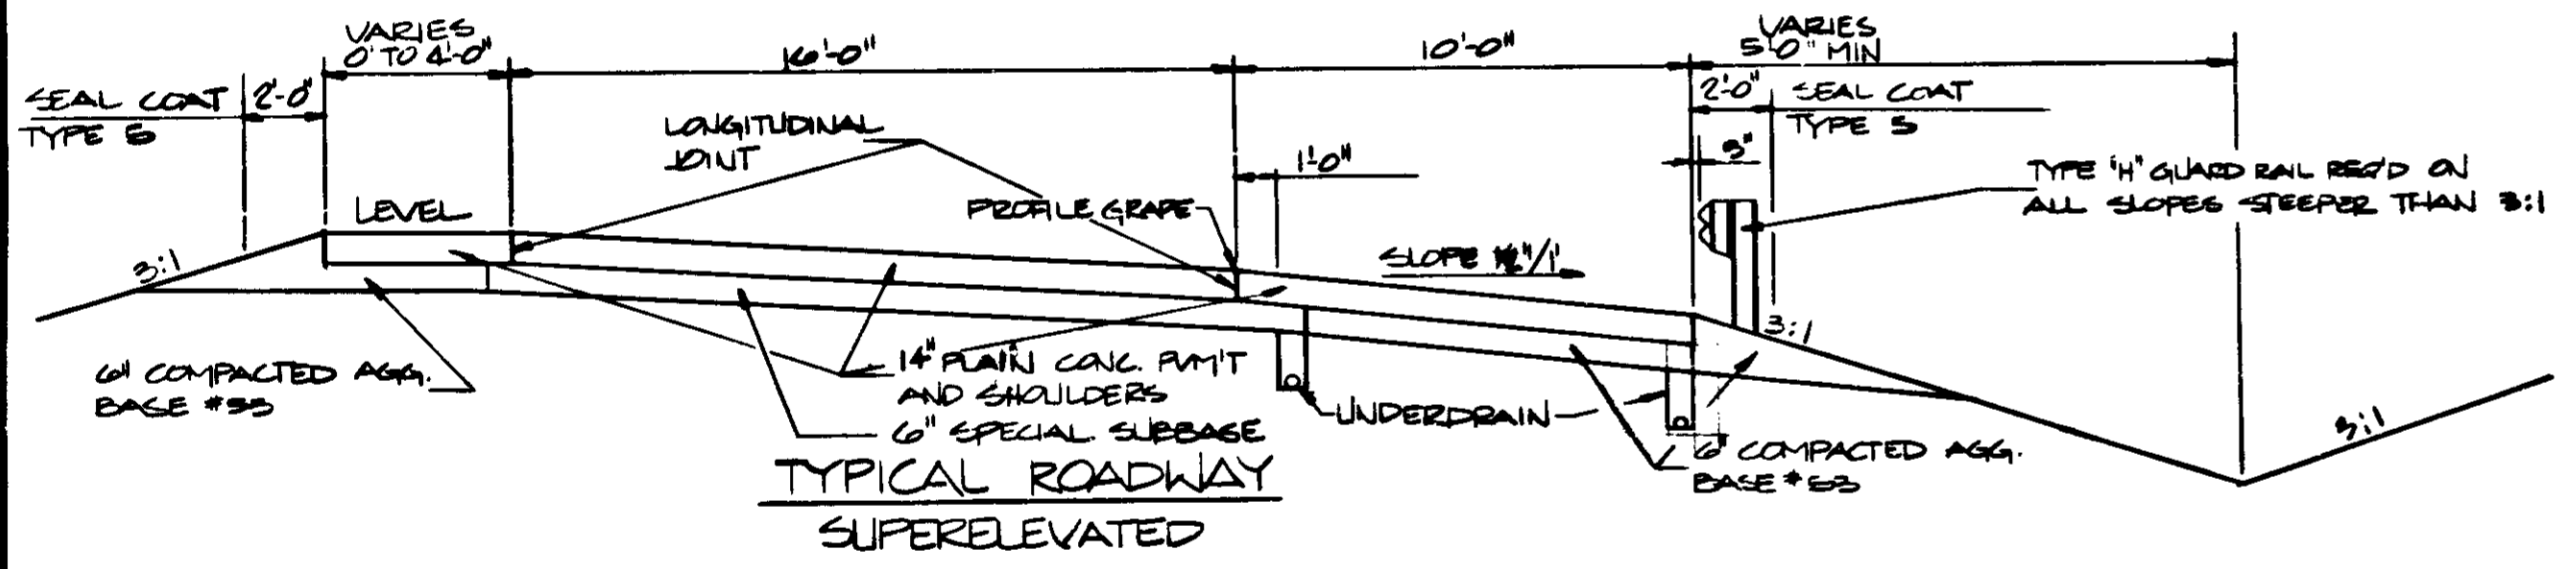 VARIES
0' TO 4'-0"
16'-0"
10'-0"
VARIES
5'-0" MIN
SEAL COAT
TYPE 5
2'-0"
LONGITUDINAL
JOINT
1'-0"
2'-0"
SEAL COAT
TYPE 5
3"
TYPE "H" GUARD RAIL REQ'D ON
ALL SLOPES STEEPER THAN 3:1
LEVEL
PROFILE GRADE
3:1
SLOPE /1'
3:1
6" COMPACTED AGG.
BASE #53
14" PLAIN CONC. PVM'T
AND SHOULDERS
6" SPECIAL SUBBASE
UNDERDRAIN
6" COMPACTED AGG.
BASE #53
3:1
TYPICAL ROADWAY
SUPERELEVATED